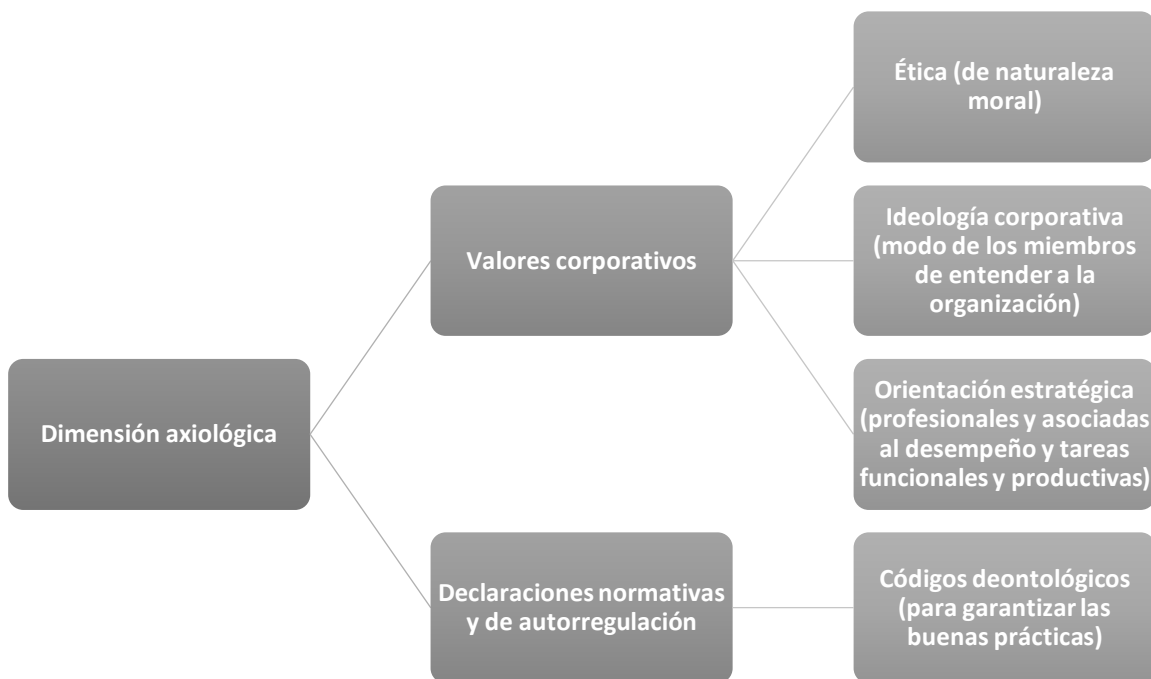 Ética (de naturaleza
moral)
Ideología corporativa
(modo de los miembros
de entender a la
organización)
Valores corporativos
Orientación estratégica
(profesionales y asociadas
al desempeño y tareas
funcionales y productivas)
Dimensión axiológica
Declaraciones normativas
y de autorregulación
Códigos deontológicos
(para garantizar las
buenas prácticas)